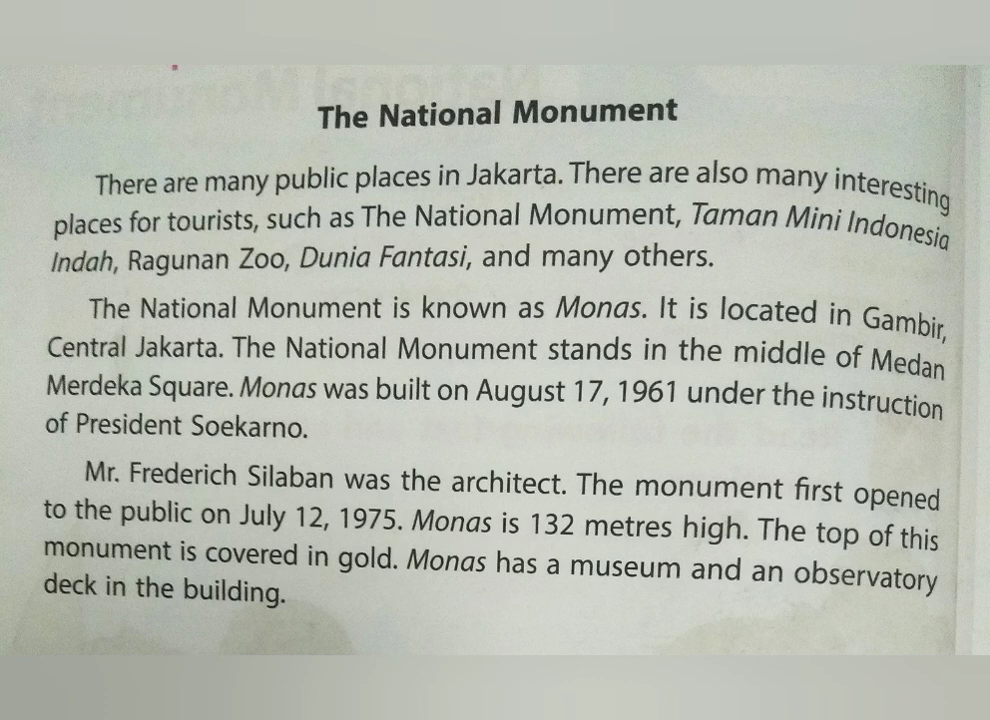 The National Monument
There are many public places in Jakarta. There are also many interesting
places for tourists, such as The National Monument, Taman Mini Indonesia
Indah, Ragunan Zoo, Dunia Fantasi, and many others.
The National Monument is known as Monas. It is located in Gambir,
Central Jakarta. The National Monument stands in the middle of Medan
Merdeka Square. Monas was built on August 17, 1961 under the instruction
of President Soekarno.
Mr. Frederich Silaban was the architect. The monument first opened
to the public on July 12, 1975. Monas is 132 metres high. The top of this
monument is covered in gold. Monas has a museum and an observatory
deck in the building.